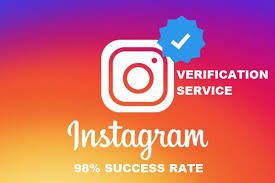 VERIFICATION
SERVICE
Instagram
98% SUCCESS RATE